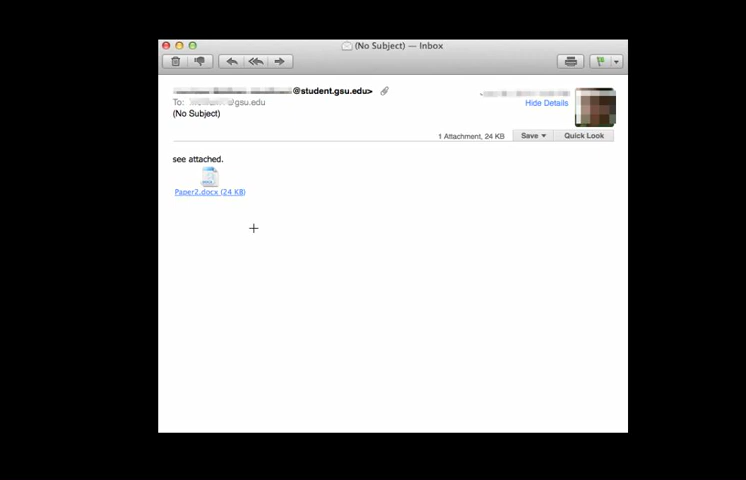 (No Subject) — Inbox
@student.gsu.edu>
To: @gsu.edu
Hide Details
(No Subject)
1 Attachment, 24 KB Save Quick Look
see attached.
Paper2.docx (24 KB)